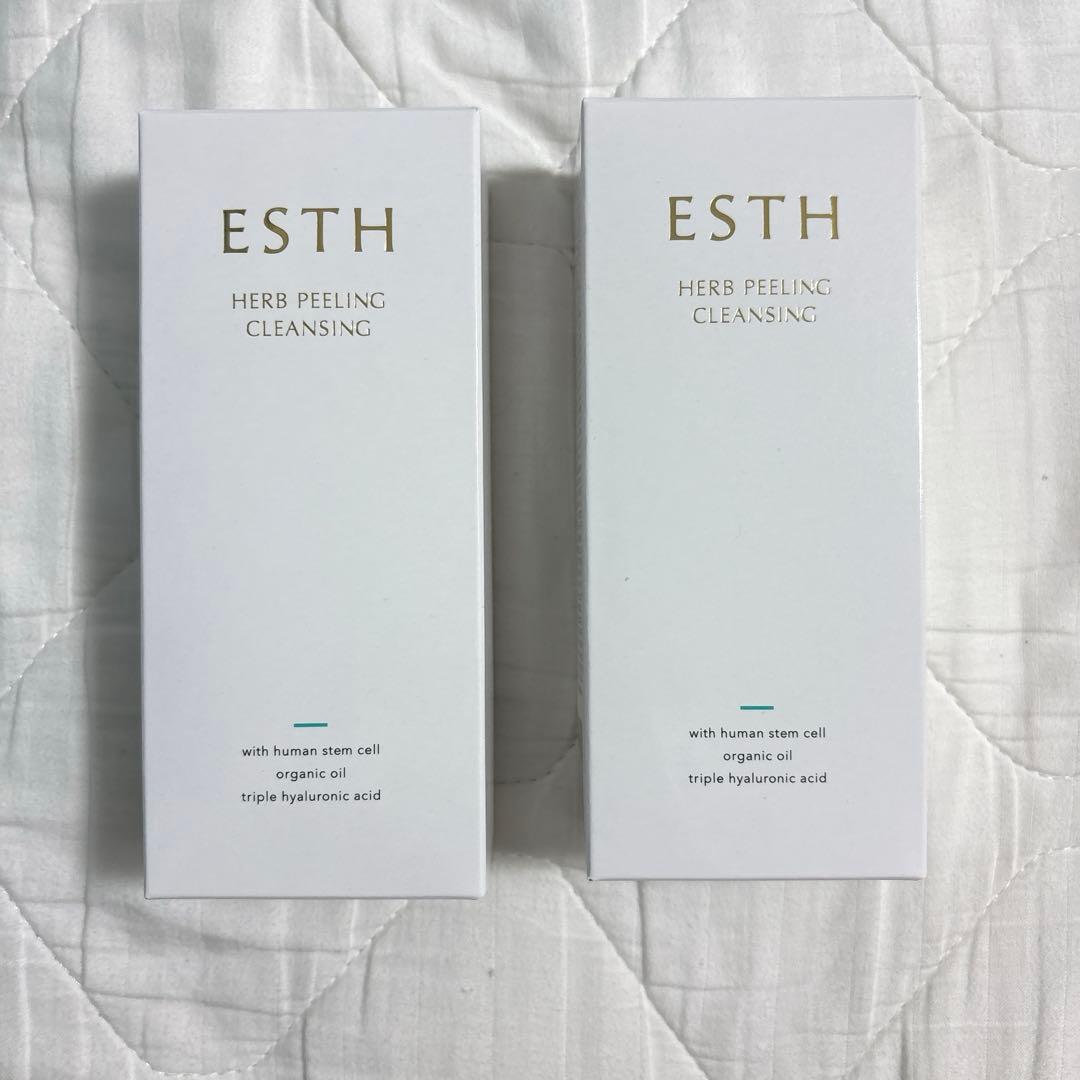 ESTH
HERB PEELING
CLEANSING
with human stem cell
organic oil
triple hyaluronic acid
ESTH
HERB PEELING
CLEANSING
with human stem cell
organic oil
triple hyaluronic acid